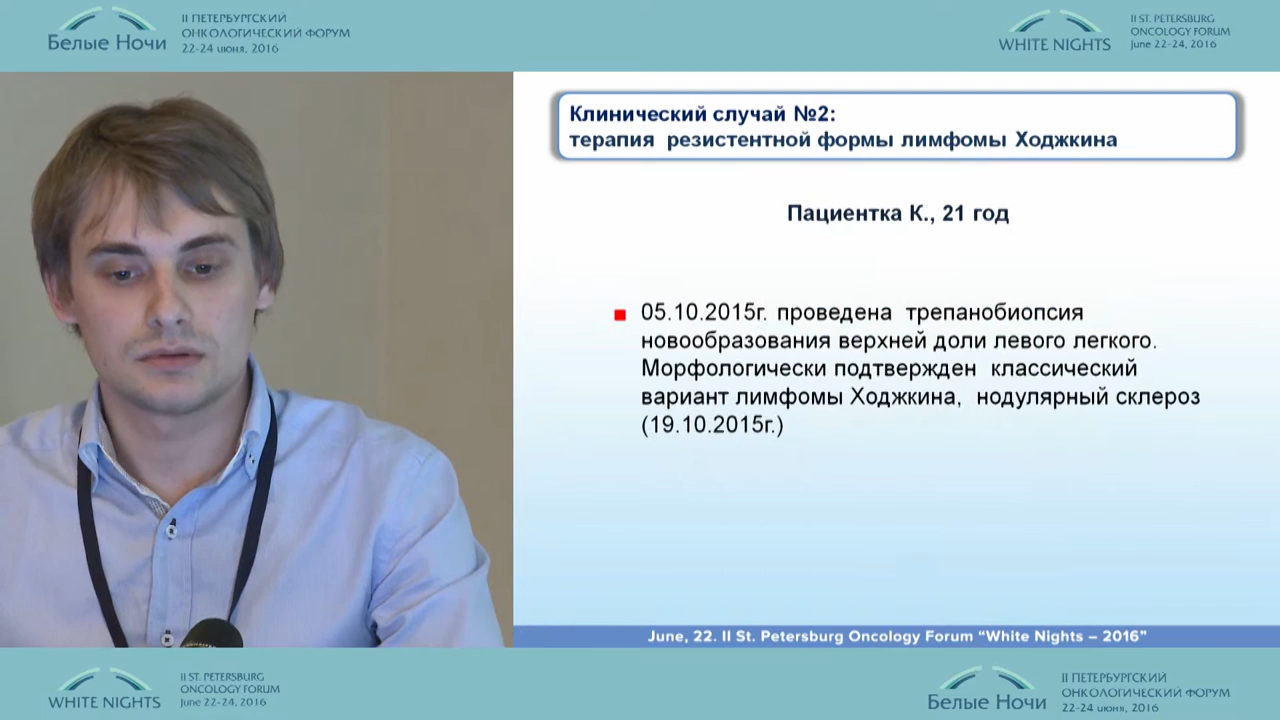 Белые Ночи
II ПЕТЕРБУРГСКИЙ
ОНКОЛОГИЧЕСКИЙ ФОРУМ
22-24 июня, 2016
WHITE NIGHTS
II ST. PETERSBURG
ONCOLOGY FORUM
June 22-24, 2016
Клинический случай №2:
терапия резистентной формы лимфомы Ходжкина
Пациентка К., 21 год
05.10.2015г. проведена трепанобиопсия
новообразования верхней доли левого легкого.
Морфологически подтвержден классический
вариант лимфомы Ходжкина, нодулярный склероз
(19.10.2015г.)
June, 22. II St. Petersburg Oncology Forum “White Nights – 2016”
WHITE NIGHTS
II ST. PETERSBURG
ONCOLOGY FORUM
June 22-24, 2016
Белые Ночи
II ПЕТЕРБУРГСКИЙ
ОНКОЛОГИЧЕСКИЙ ФОРУМ
22-24 июня, 2016